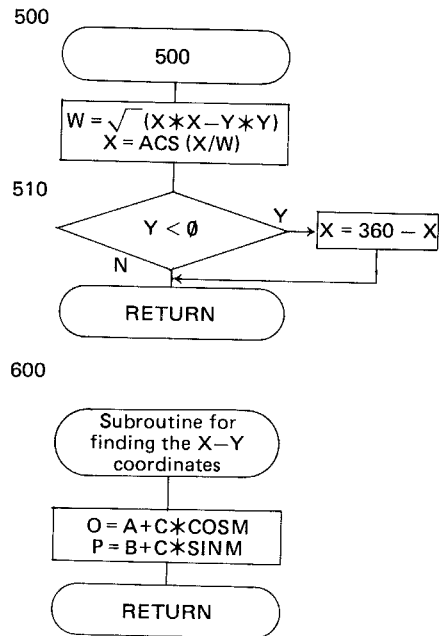 500
500
W = √ (X＊X－Y＊Y)
X = ACS (X/W)
510
Y < Ø
Y
X = 360 － X
N
RETURN
600
Subroutine for
finding the X－Y
coordinates
O = A+C＊COSM
P = B+C＊SINM
RETURN